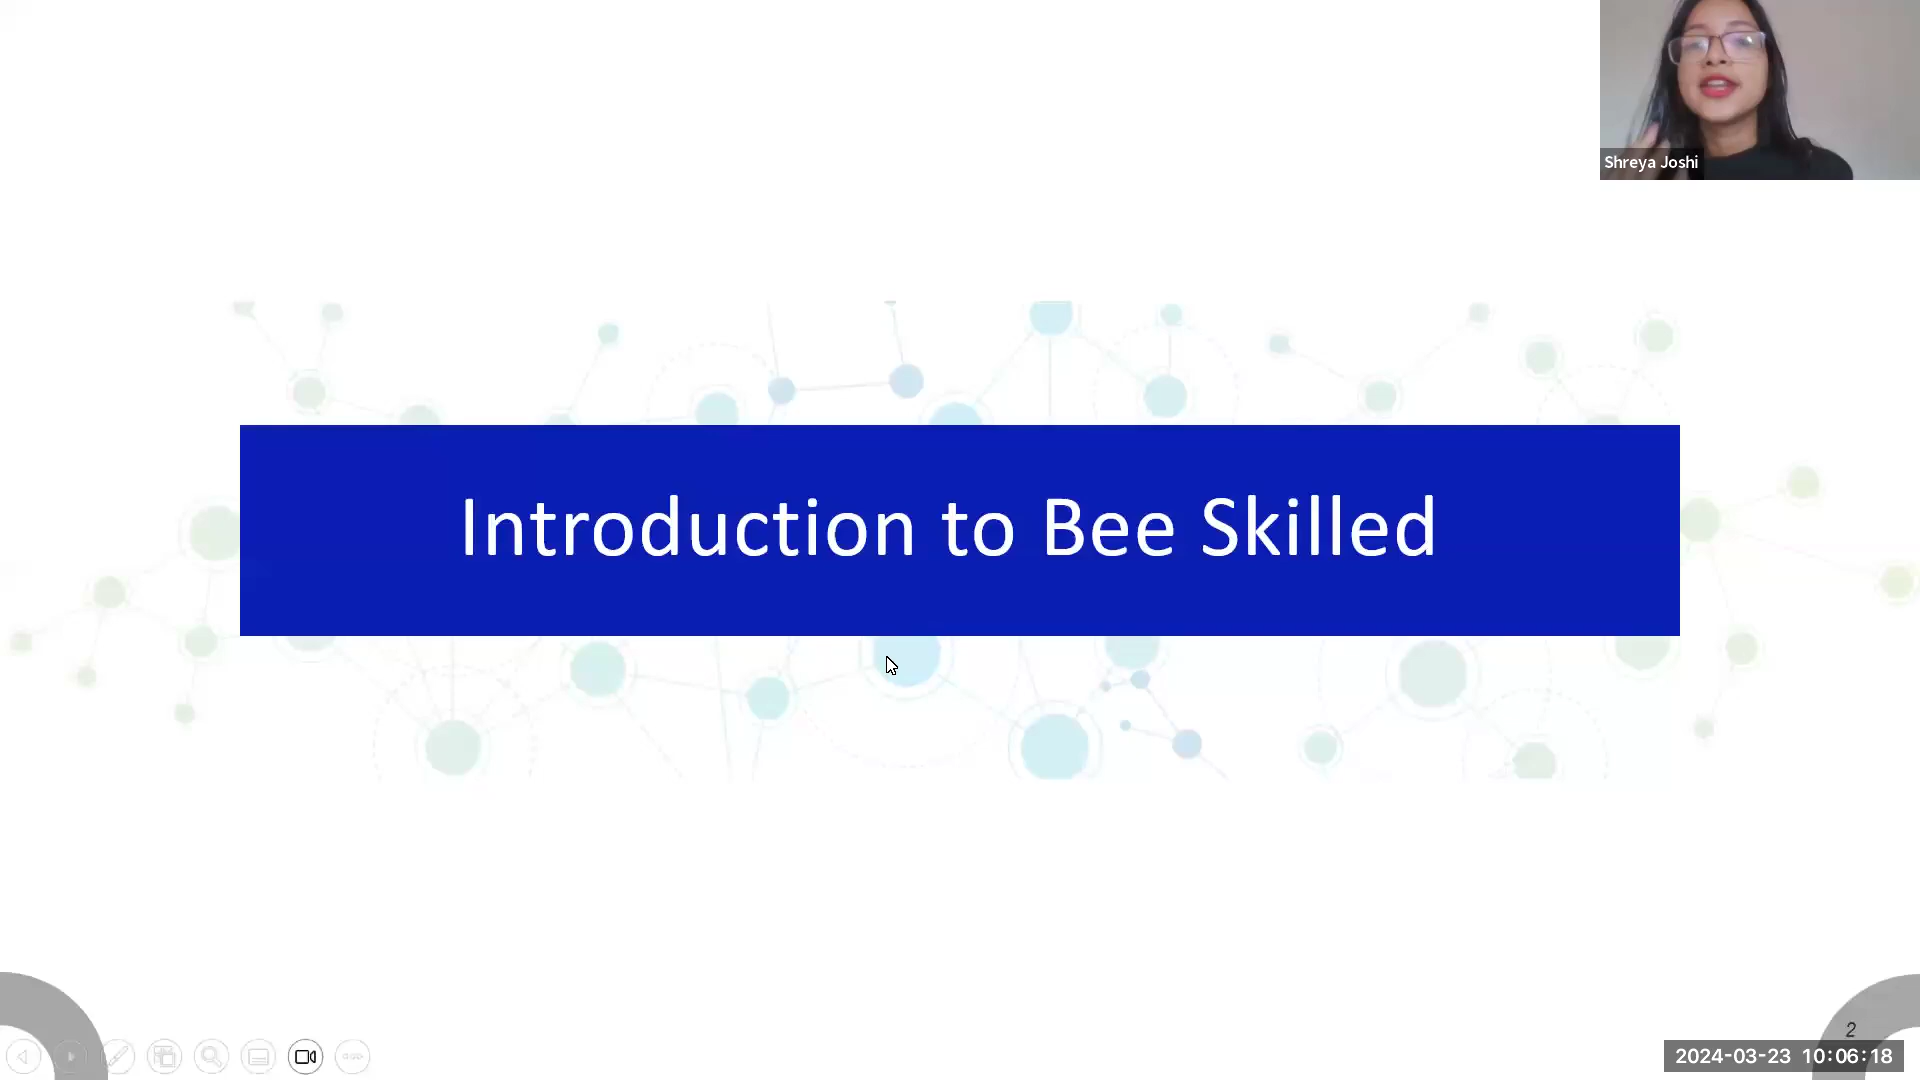 Shreya Joshi
Introduction to Bee Skilled
2
2024-03-23 10:06:18